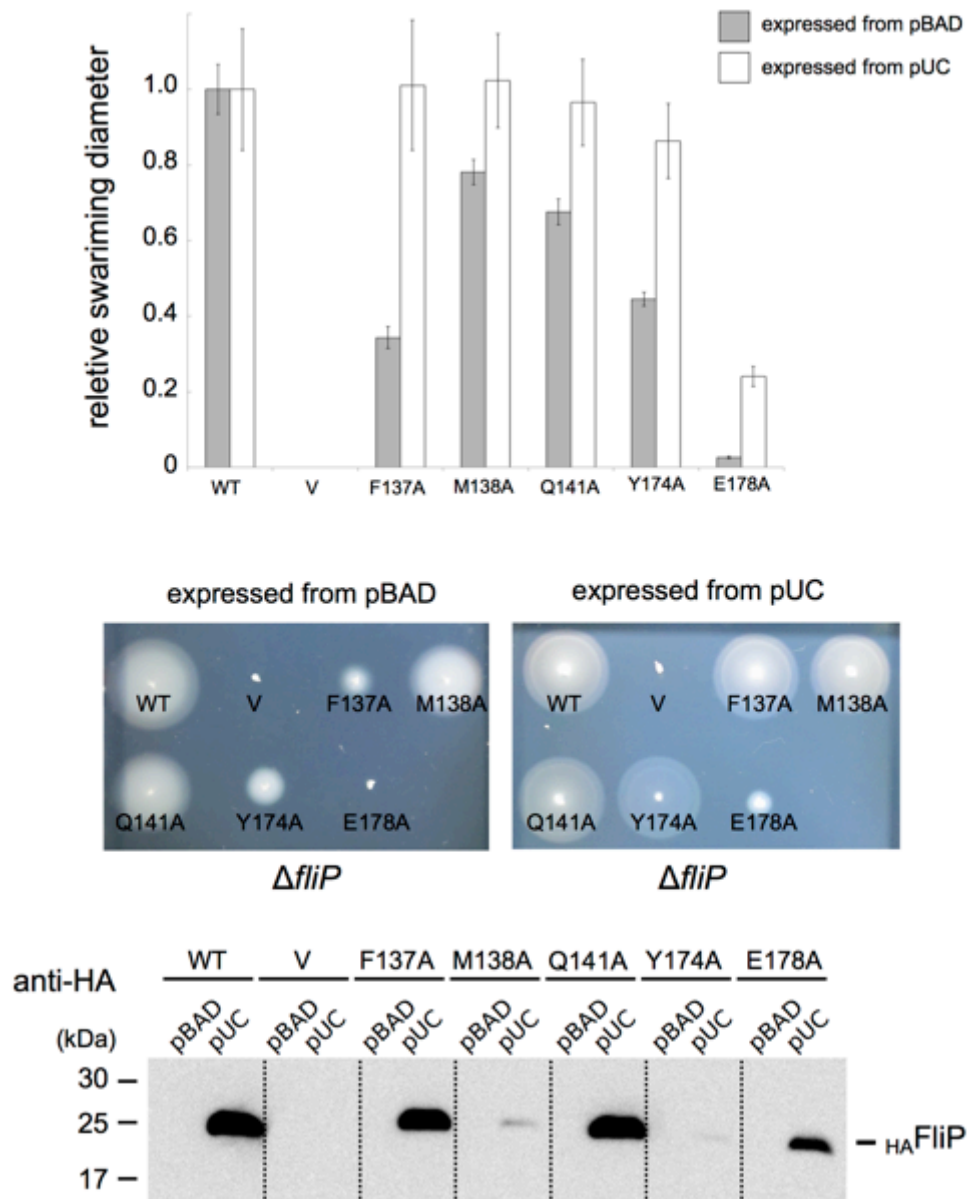 expressed from pBAD
expressed from pUC
reletive swariming diameter
1.0
0.8
0.6
0.4
0.2
0
WT V F137A M138A Q141A Y174A E178A
expressed from pBAD
WT V F137A M138A
Q141A Y174A E178A
ΔfliP
expressed from pUC
WT V F137A M138A
Q141A Y174A E178A
ΔfliP
anti-HA
WT V F137A M138A Q141A Y174A E178A
(kDa)
pBAD pUC pBAD pUC pBAD pUC pBAD pUC pBAD pUC pBAD pUC pBAD pUC
30
25
17
HAFliP